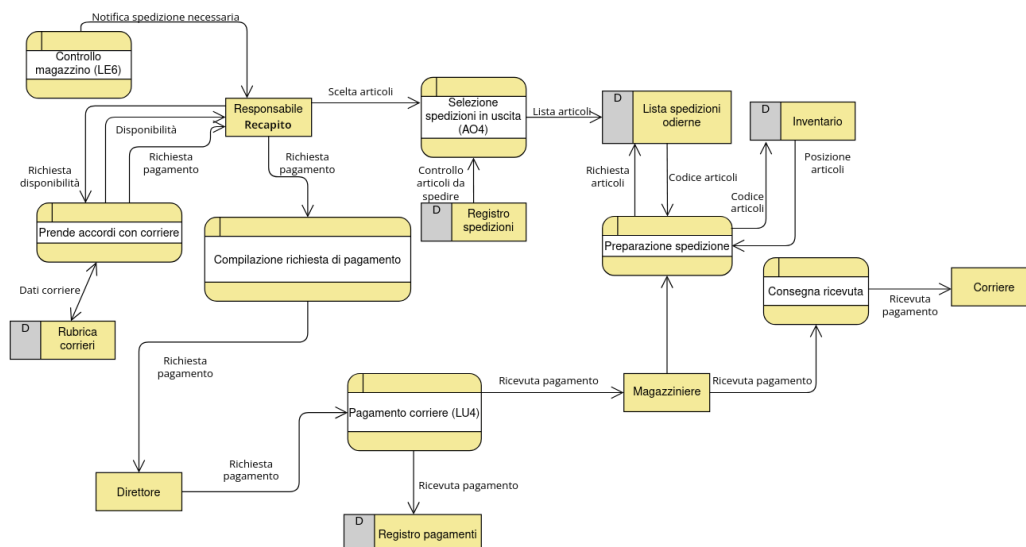 Notifica spedizione necessaria
Controllo
magazzino (LE6)
Responsabile
Recapito
Scelta articoli
Selezione
spedizioni in uscita
(AO4)
Lista articoli
D
Lista spedizioni
odierne
D
Inventario
Disponibilità
Richiesta
pagamento
Richiesta
disponibilità
Richiesta
pagamento
Controllo
articoli da
spedire
Richiesta
articoli
Codice articoli
Posizione
articoli
Codice
articoli
D
Registro
spedizioni
Prende accordi con corriere
Compilazione richiesta di pagamento
Preparazione spedizione
Dati corriere
Consegna ricevuta
Ricevuta
pagamento
Corriere
D
Rubrica
corrieri
Richiesta
pagamento
Ricevuta pagamento
Magazziniere
Ricevuta pagamento
Pagamento corriere (LU4)
Richiesta
pagamento
Direttore
Ricevuta pagamento
D
Registro pagamenti